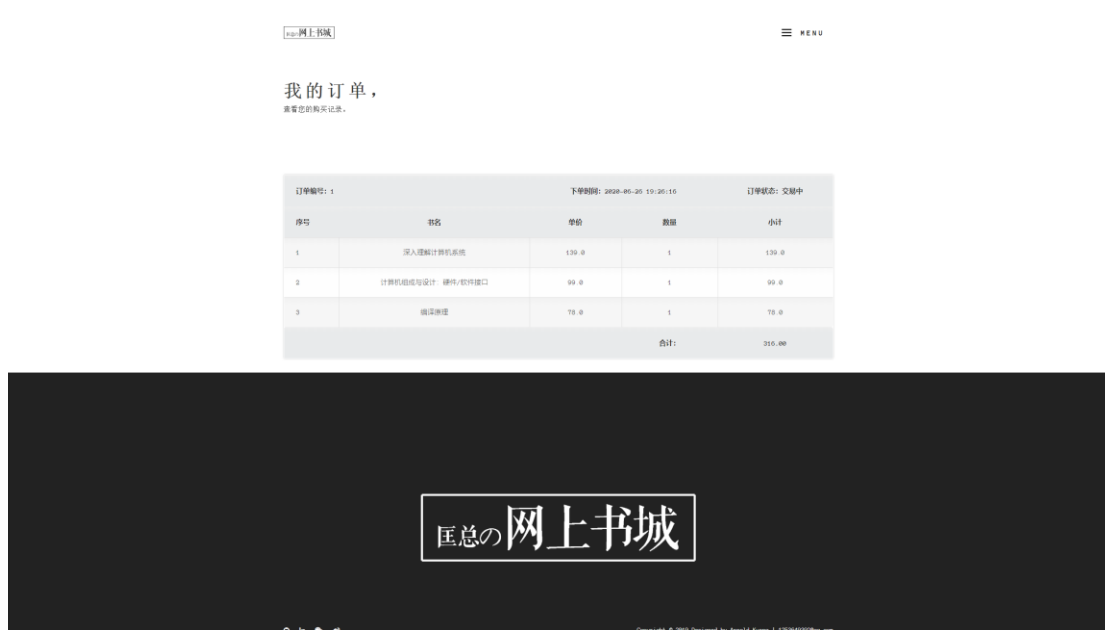 匡总の网上书城
MENU
我的订单，
查看您的购买记录。
订单编号：1 下单时间：2020-06-26 19:26:16 订单状态：交易中
序号 书名 单价 数量 小计
1 深入理解计算机系统 139.0 1 139.0
2 计算机组成与设计：硬件/软件接口 99.0 1 99.0
3 编译原理 78.0 1 78.0
合计： 316.00
匡总の网上书城